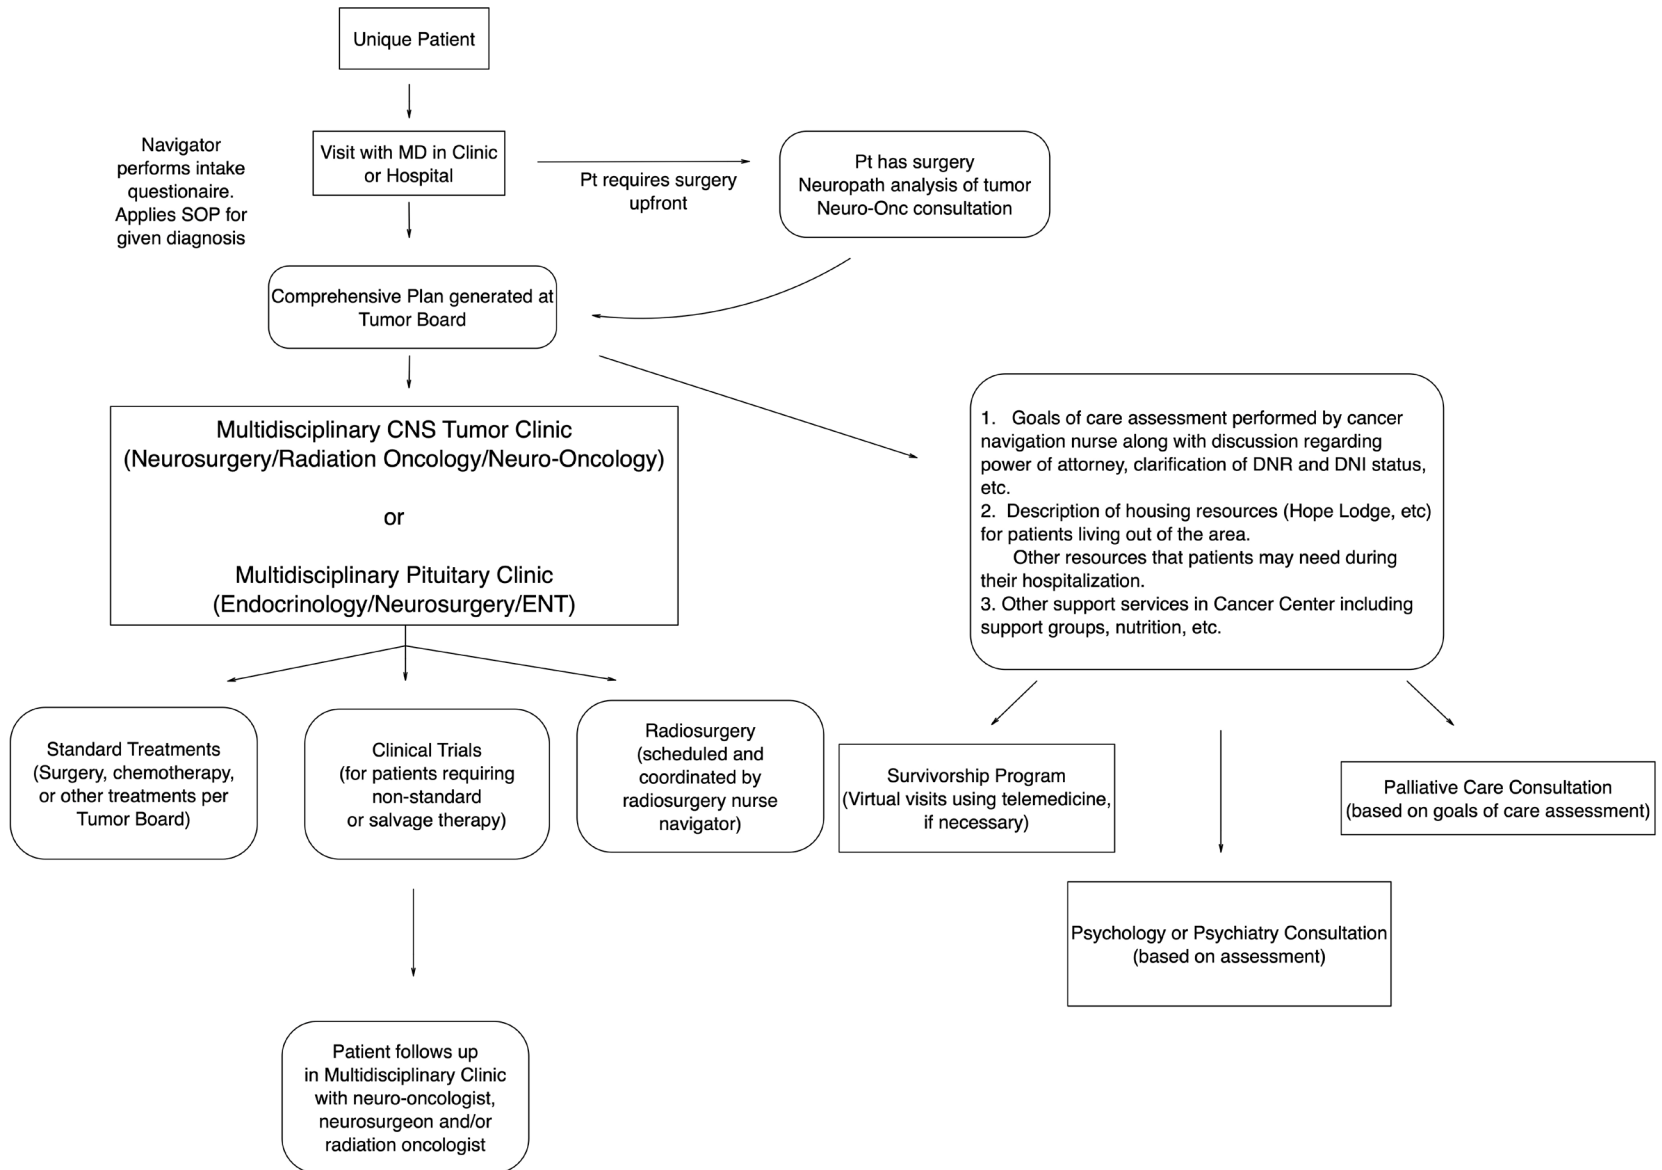 Unique Patient
Navigator
performs intake
questionaire.
Applies SOP for
given diagnosis
Visit with MD in Clinic
or Hospital
Pt requires surgery
upfront
Pt has surgery
Neuropath analysis of tumor
Neuro-Onc consultation
Comprehensive Plan generated at
Tumor Board
Multidisciplinary CNS Tumor Clinic
(Neurosurgery/Radiation Oncology/Neuro-Oncology)
or
Multidisciplinary Pituitary Clinic
(Endocrinology/Neurosurgery/ENT)
1. Goals of care assessment performed by cancer
navigation nurse along with discussion regarding
power of attorney, clarification of DNR and DNI status,
etc.
2. Description of housing resources (Hope Lodge, etc)
for patients living out of the area.
Other resources that patients may need during
their hospitalization.
3. Other support services in Cancer Center including
support groups, nutrition, etc.
Standard Treatments
(Surgery, chemotherapy,
or other treatments per
Tumor Board)
Clinical Trials
(for patients requiring
non-standard
or salvage therapy)
Radiosurgery
(scheduled and
coordinated by
radiosurgery nurse
navigator)
Survivorship Program
(Virtual visits using telemedicine,
if necessary)
Palliative Care Consultation
(based on goals of care assessment)
Psychology or Psychiatry Consultation
(based on assessment)
Patient follows up
in Multidisciplinary Clinic
with neuro-oncologist,
neurosurgeon and/or
radiation oncologist